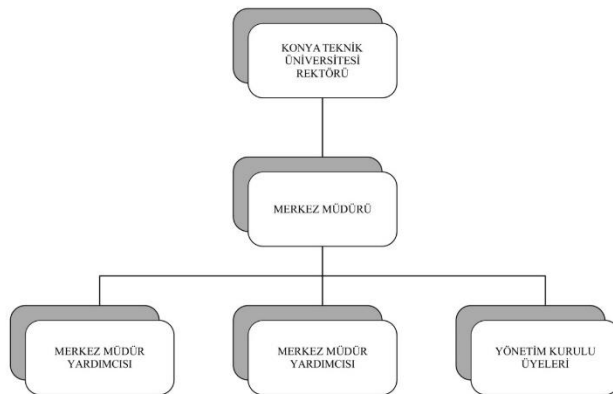 KONYA TEKNİK
ÜNİVERSİTESİ
REKTÖRÜ
MERKEZ MÜDÜRÜ
MERKEZ MÜDÜR
YARDIMCISI
MERKEZ MÜDÜR
YARDIMCISI
YÖNETİM KURULU
ÜYELERİ